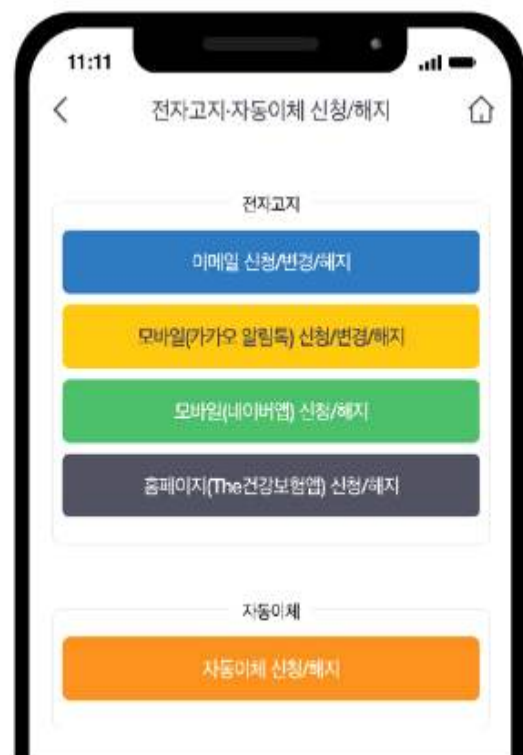 11:11
전자고지·자동이체 신청/해지
전자고지
이메일 신청/변경/해지
모바일(카카오 알림톡) 신청/변경/해지
모바일(네이버앱) 신청/해지
홈페이지(The건강보험앱) 신청/해지
자동이체
자동이체 신청/해지